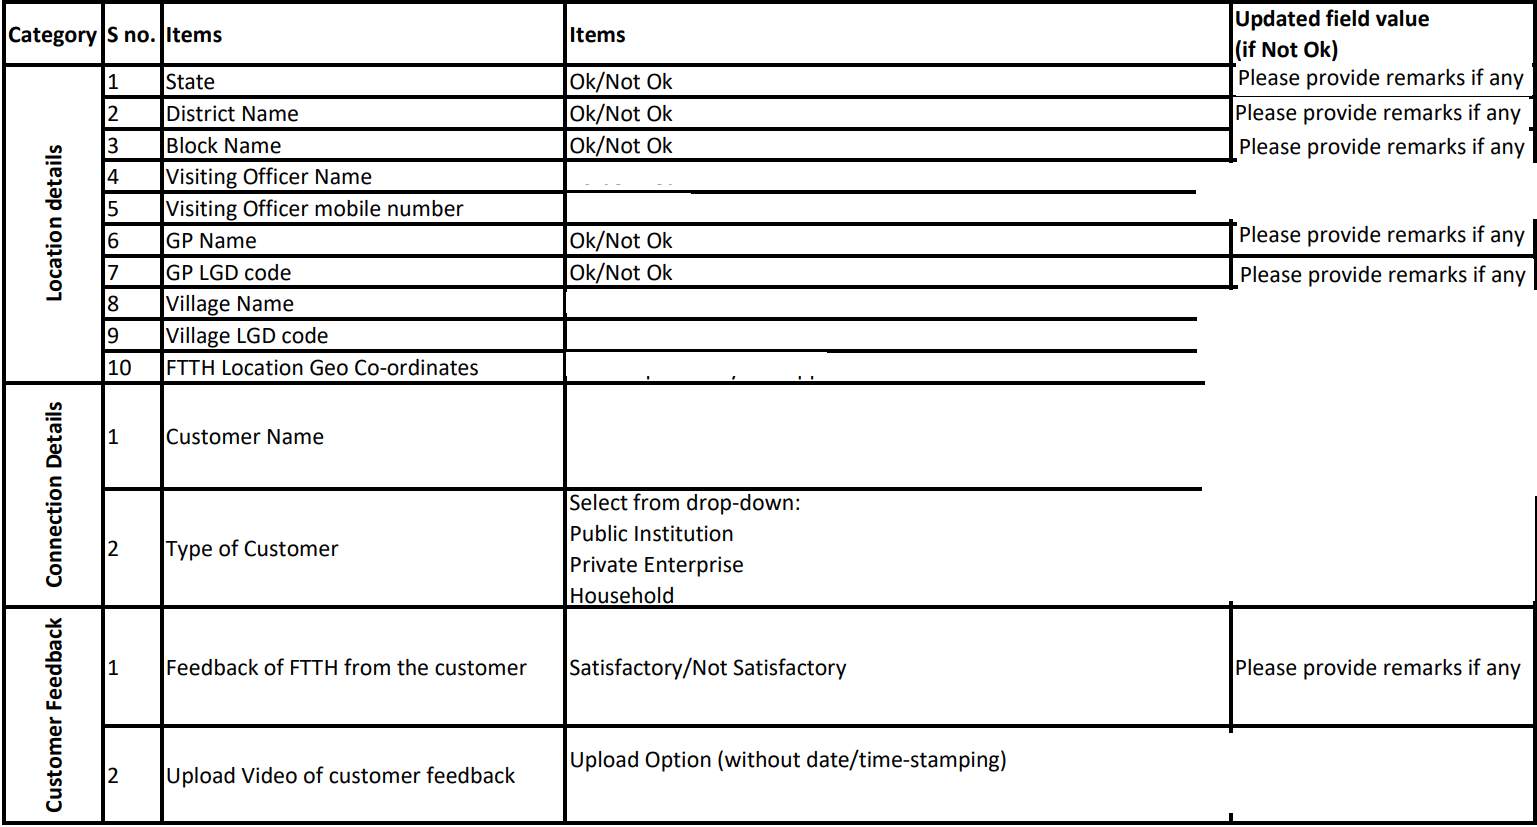 Category S no. Items Items Updated field value
(if Not Ok)
Location details
1 State Ok/Not Ok Please provide remarks if any
2 District Name Ok/Not Ok Please provide remarks if any
3 Block Name Ok/Not Ok Please provide remarks if any
4 Visiting Officer Name
5 Visiting Officer mobile number
6 GP Name Ok/Not Ok Please provide remarks if any
7 GP LGD code Ok/Not Ok Please provide remarks if any
8 Village Name
9 Village LGD code
10 FTTH Location Geo Co-ordinates
Connection Details
1 Customer Name
2 Type of Customer
Select from drop-down:
Public Institution
Private Enterprise
Household
Customer Feedback
1 Feedback of FTTH from the customer Satisfactory/Not Satisfactory Please provide remarks if any
2 Upload Video of customer feedback Upload Option (without date/time-stamping)